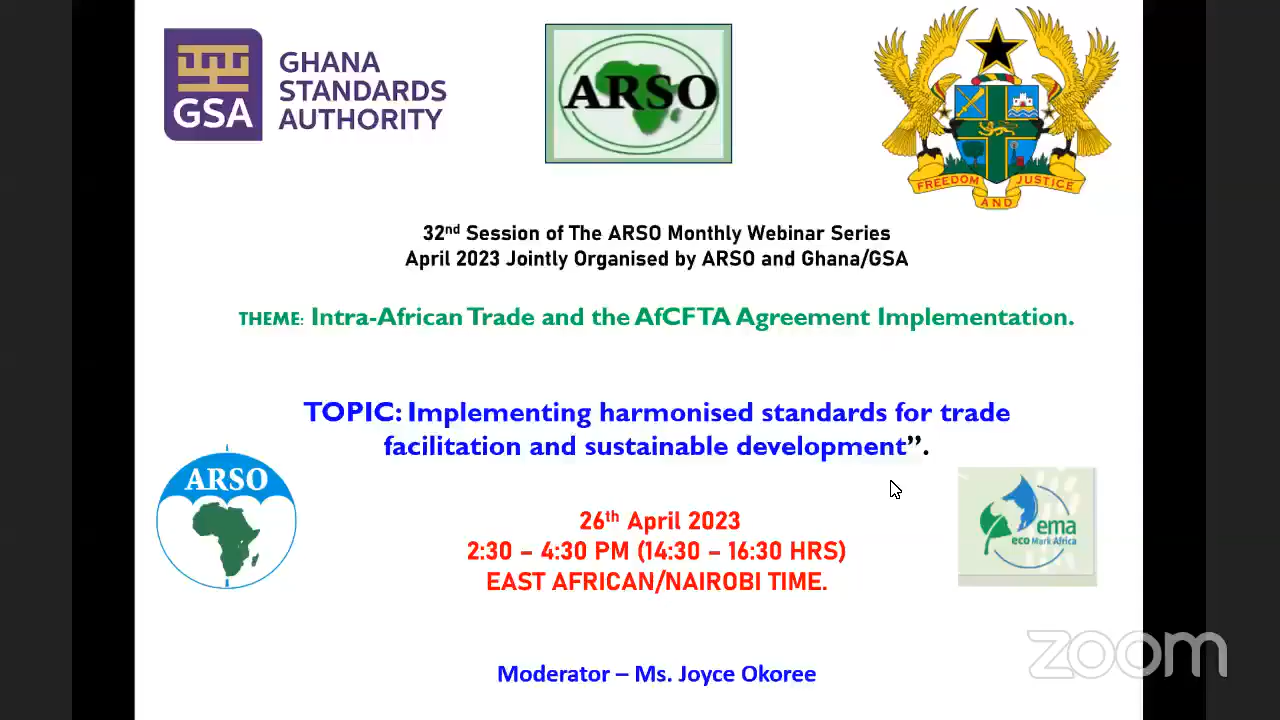 GSA
GHANA
STANDARDS
AUTHORITY
ARSO
FREEDOM AND JUSTICE
32nd Session of The ARSO Monthly Webinar Series
April 2023 Jointly Organised by ARSO and Ghana/GSA
THEME: Intra-African Trade and the AfCFTA Agreement Implementation.
TOPIC: Implementing harmonised standards for trade
facilitation and sustainable development”.
ARSO
ema
eco Mark Africa
26th April 2023
2:30 – 4:30 PM (14:30 – 16:30 HRS)
EAST AFRICAN/NAIROBI TIME.
zoom
Moderator – Ms. Joyce Okoree